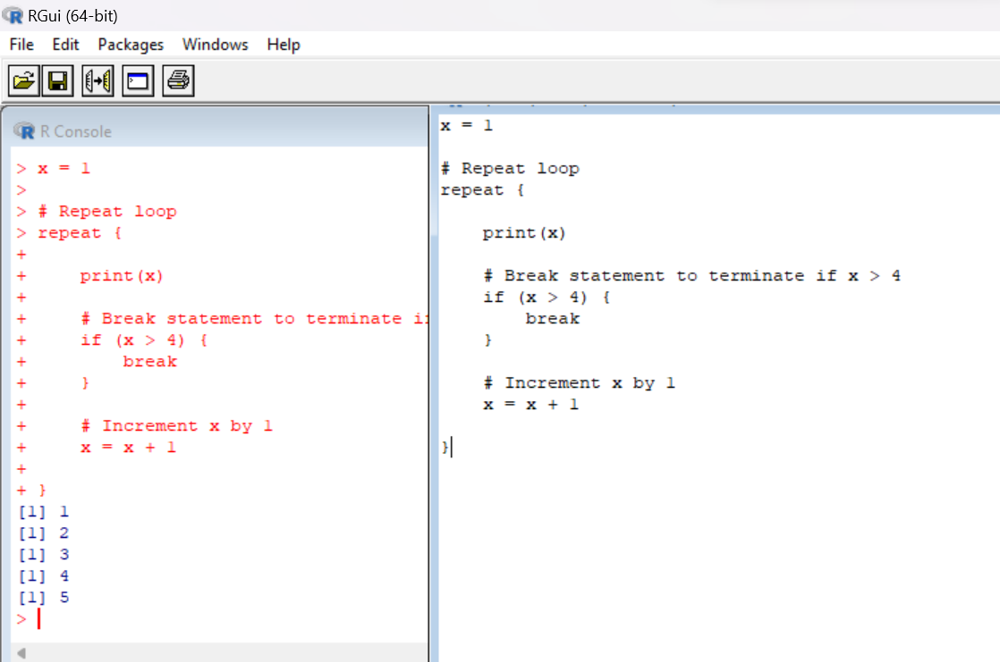 RGui (64-bit)
File Edit Packages Windows Help
R Console
> x = 1
>
> # Repeat loop
> repeat {
+
+     print(x)
+
+     # Break statement to terminate
+     if (x > 4) {
+         break
+     }
+
+     # Increment x by 1
+     x = x + 1
+
+ }
[1] 1
[1] 2
[1] 3
[1] 4
[1] 5
>
x = 1
# Repeat loop
repeat {
    print(x)
    # Break statement to terminate if x > 4
    if (x > 4) {
        break
    }
    # Increment x by 1
    x = x + 1
}